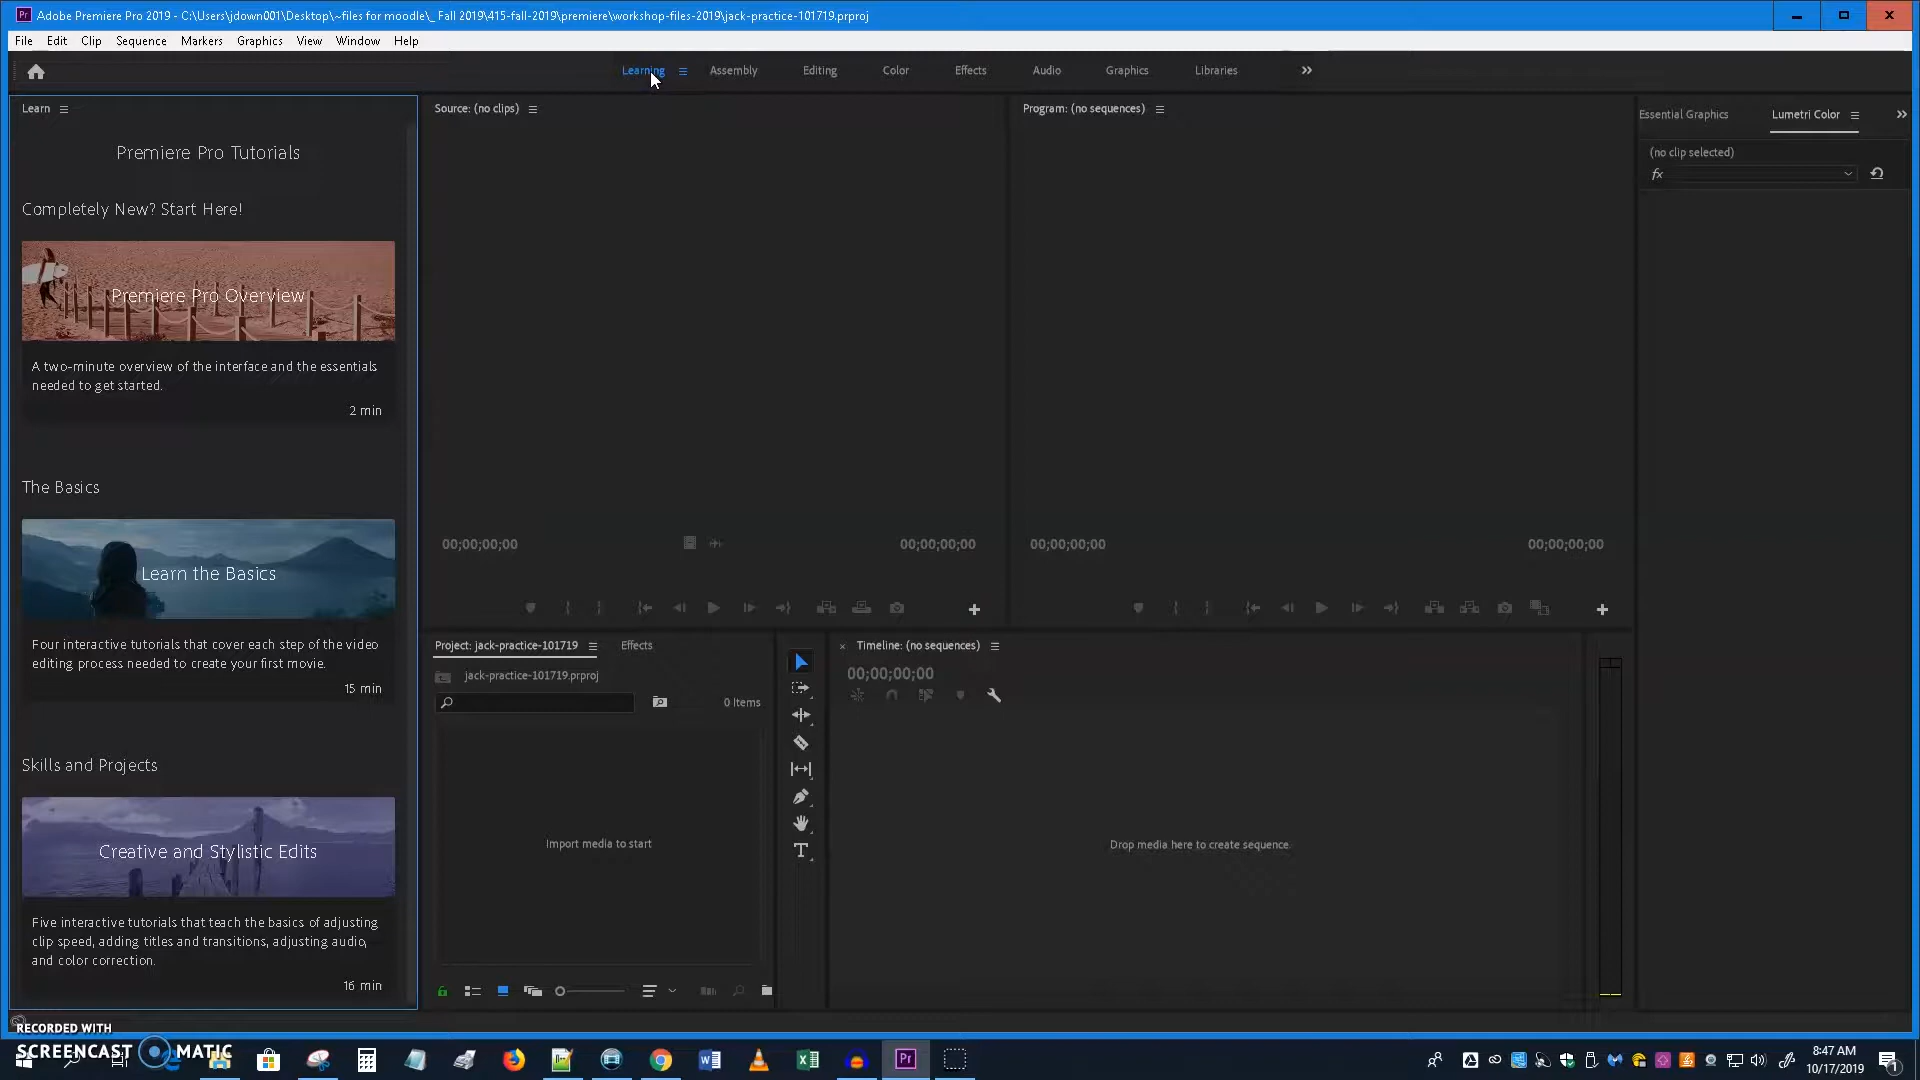 Adobe Premiere Pro 2019 - C:\Users\jdown001\Desktop\~files for moodle\_ Fall 2019\415-fall-2019\premiere\workshop-files-2019\jack-practice-101719.prproj
File Edit Clip Sequence Markers Graphics View Window Help
Learning Assembly Editing Color Effects Audio Graphics Libraries
Learn
Premiere Pro Tutorials
Completely New? Start Here!
Premiere Pro Overview
A two-minute overview of the interface and the essentials
needed to get started.
2 min
The Basics
Learn the Basics
Four interactive tutorials that cover each step of the video
editing process needed to create your first movie.
15 min
Skills and Projects
Creative and Stylistic Edits
Five interactive tutorials that teach the basics of adjusting
clip speed, adding titles and transitions, adjusting audio,
and color correction.
16 min
Source: (no clips)
00;00;00;00 00;00;00;00
Program: (no sequences)
00;00;00;00 00;00;00;00
Essential Graphics Lumetri Color
(no clip selected)
fx
Project: jack-practice-101719 Effects
jack-practice-101719.prproj
0 Items
Import media to start
Timeline: (no sequences)
00;00;00;00
Drop media here to create sequence.
RECORDED WITH
SCREENCAST MATIC
Pr
8:47 AM
10/17/2019